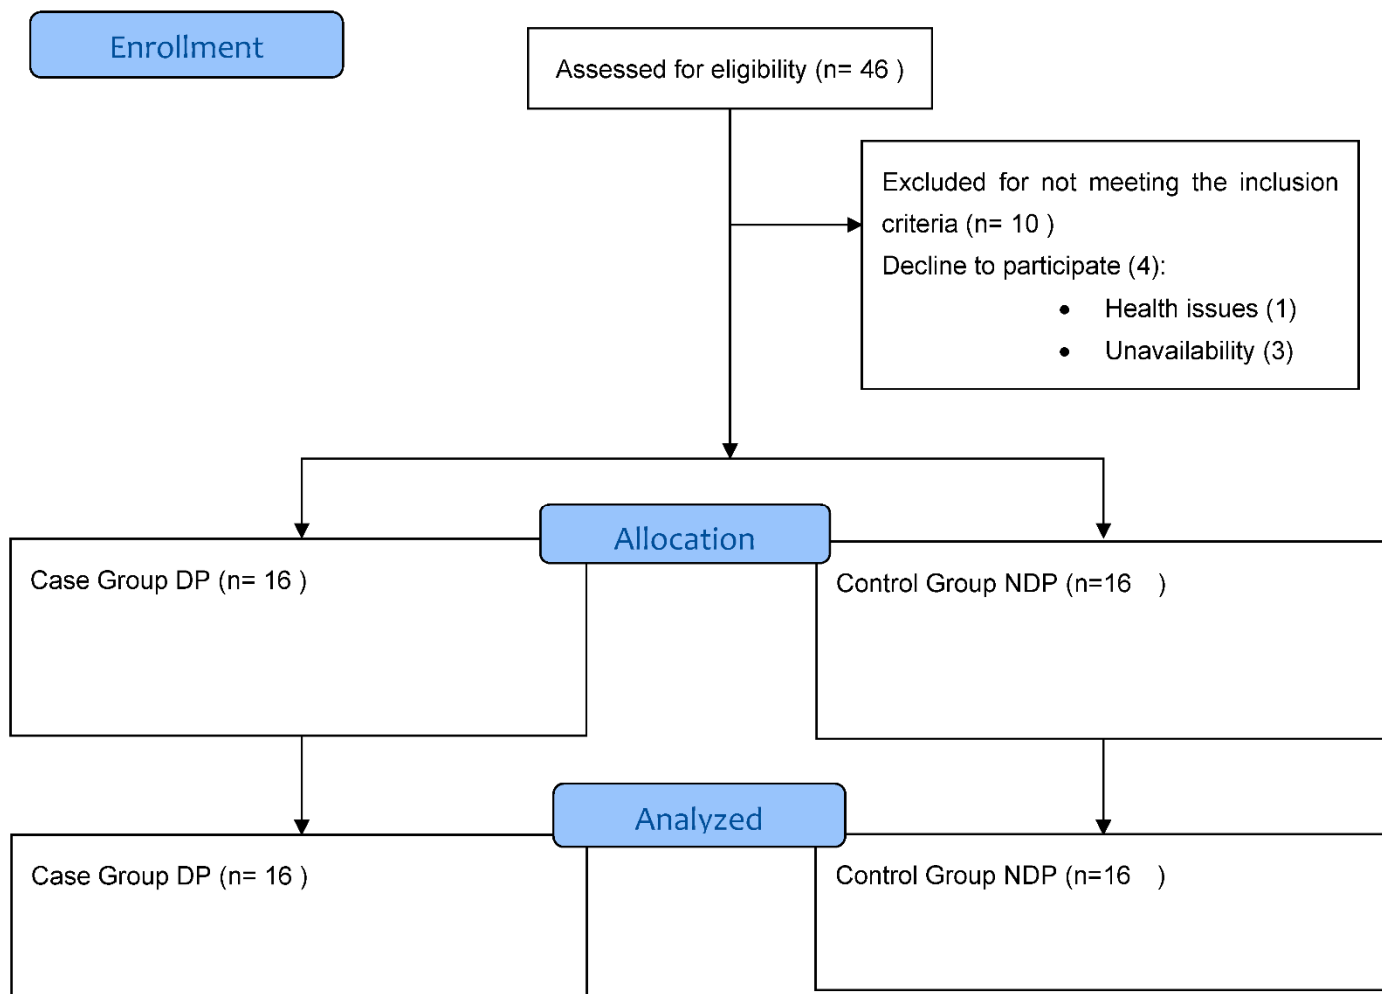 Enrollment
Assessed for eligibility (n= 46 )
Excluded for not meeting the inclusion
criteria (n= 10 )
Decline to participate (4):
• Health issues (1)
• Unavailability (3)
Allocation
Case Group DP (n= 16 )
Control Group NDP (n=16 )
Analyzed
Case Group DP (n= 16 )
Control Group NDP (n=16 )